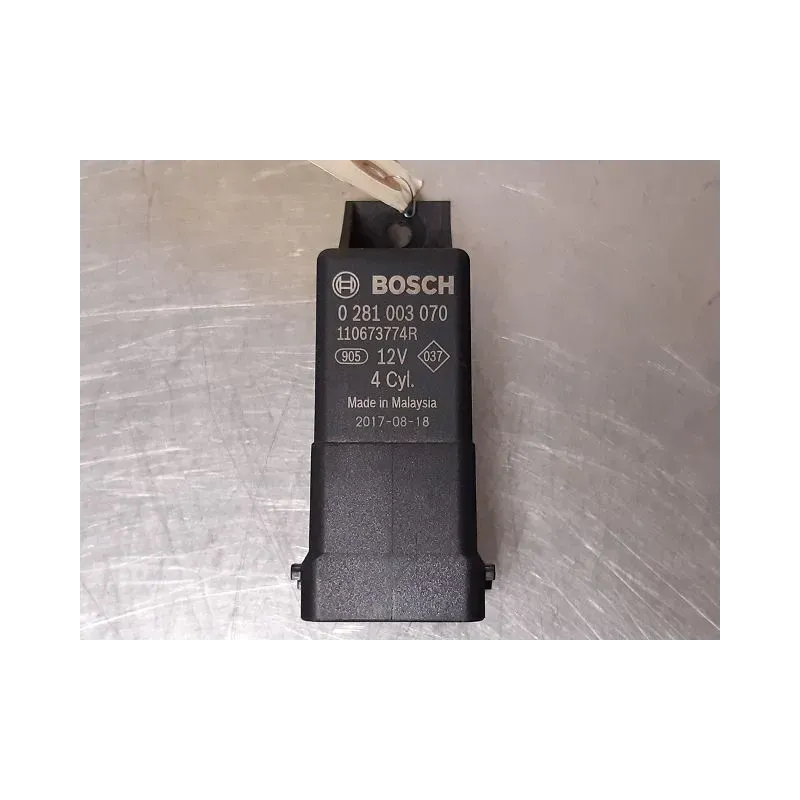 BOSCH
0 281 003 070
110673774R
905 12V 037
4 Cyl.
Made in Malaysia
2017-08-18